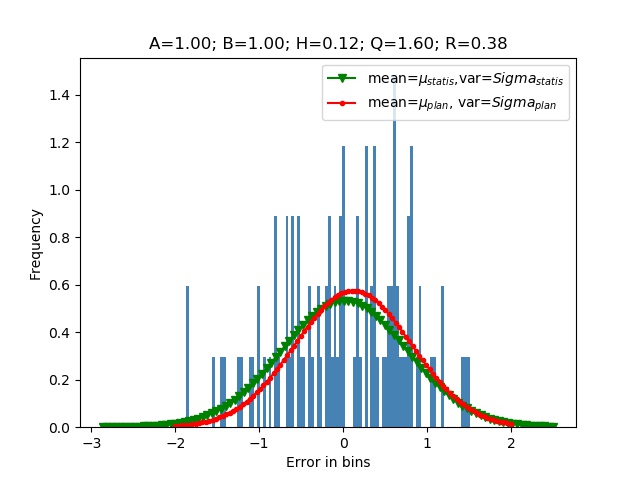 A=1.00; B=1.00; H=0.12; Q=1.60; R=0.38
mean=μ_statis,var=Sigma_statis
mean=μ_plan, var=Sigma_plan
1.4
1.2
1.0
0.8
0.6
0.4
0.2
0.0
Frequency
−3 −2 −1 0 1 2
Error in bins